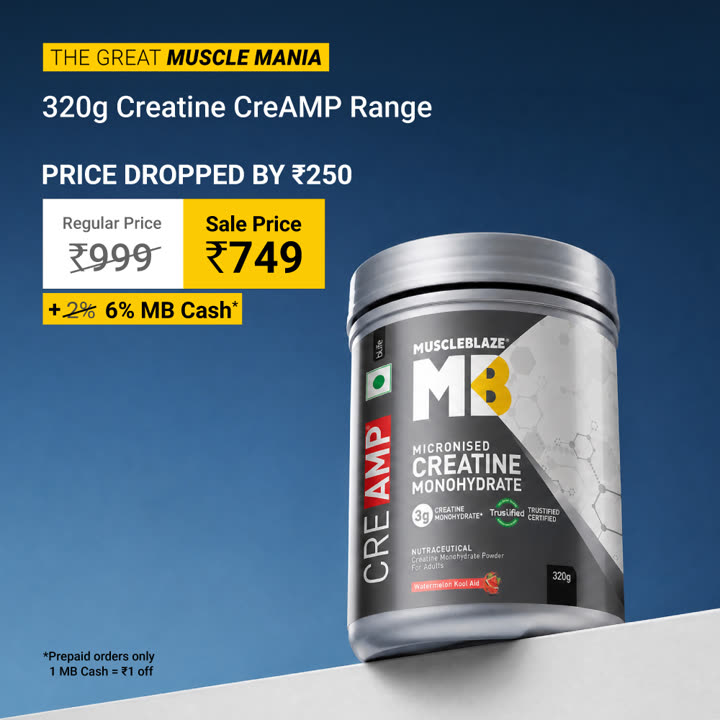 THE GREAT MUSCLE MANIA
320g Creatine CreAMP Range
PRICE DROPPED BY ₹250
Regular Price
₹999
Sale Price
₹749
+ 2% 6% MB Cash*
bLife
MUSCLEBLAZE®
MB
CREAMP®
MICRONISED
CREATINE
MONOHYDRATE
3g CREATINE
MONOHYDRATE*
Trustified
TRUSTIFIED
CERTIFIED
NUTRACEUTICAL
Creatine Monohydrate Powder
For Adults
Watermelon Kool Aid
320g
*Prepaid orders only
1 MB Cash = ₹1 off